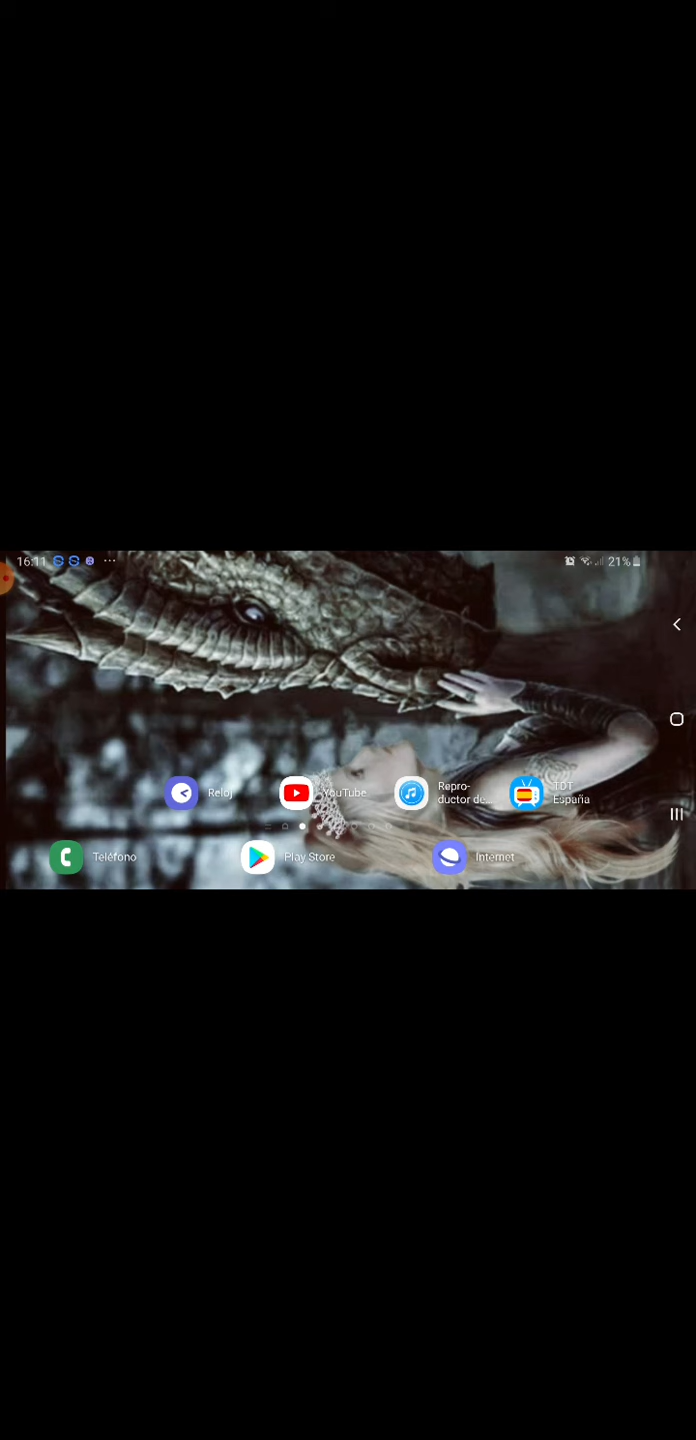 16:11
21%
Reloj
YouTube
Repro-
ductor de...
TDT
España
Teléfono
Play Store
Internet